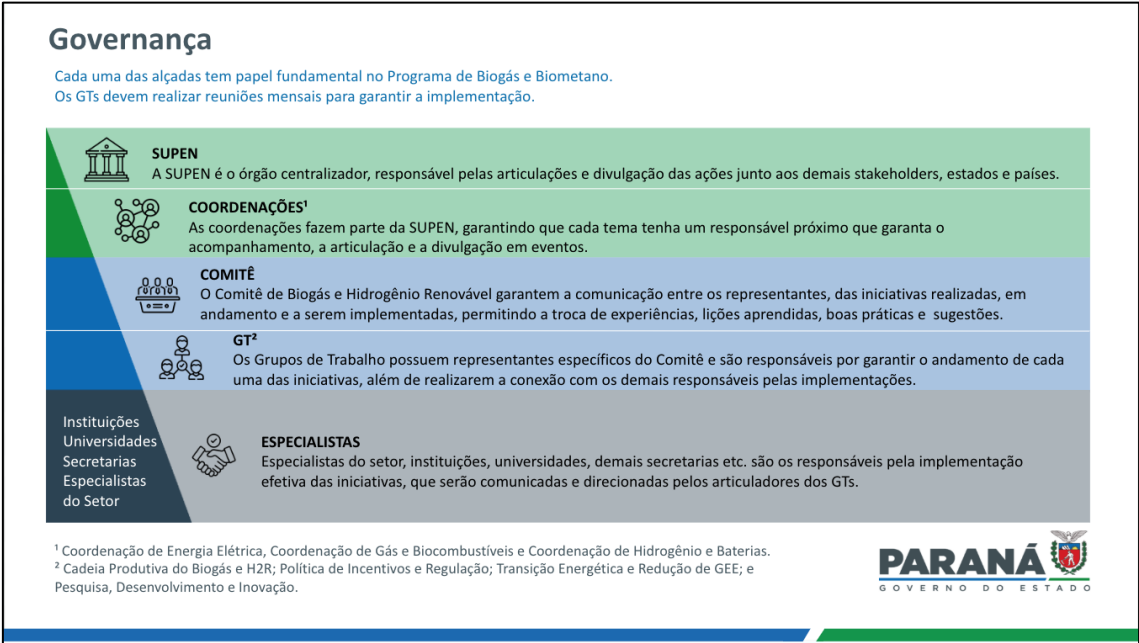 Governança
Cada uma das alçadas tem papel fundamental no Programa de Biogás e Biometano.
Os GTs devem realizar reuniões mensais para garantir a implementação.
SUPEN
A SUPEN é o órgão centralizador, responsável pelas articulações e divulgação das ações junto aos demais stakeholders, estados e países.
COORDENAÇÕES¹
As coordenações fazem parte da SUPEN, garantindo que cada tema tenha um responsável próximo que garanta o
acompanhamento, a articulação e a divulgação em eventos.
COMITÊ
O Comitê de Biogás e Hidrogênio Renovável garantem a comunicação entre os representantes, das iniciativas realizadas, em
andamento e a serem implementadas, permitindo a troca de experiências, lições aprendidas, boas práticas e sugestões.
GT²
Os Grupos de Trabalho possuem representantes específicos do Comitê e são responsáveis por garantir o andamento de cada
uma das iniciativas, além de realizarem a conexão com os demais responsáveis pelas implementações.
Instituições
Universidades
Secretarias
Especialistas
do Setor
ESPECIALISTAS
Especialistas do setor, instituições, universidades, demais secretarias etc. são os responsáveis pela implementação
efetiva das iniciativas, que serão comunicadas e direcionadas pelos articuladores dos GTs.
¹ Coordenação de Energia Elétrica, Coordenação de Gás e Biocombustíveis e Coordenação de Hidrogênio e Baterias.
² Cadeia Produtiva do Biogás e H2R; Política de Incentivos e Regulação; Transição Energética e Redução de GEE; e
Pesquisa, Desenvolvimento e Inovação.
PARANÁ
GOVERNO DO ESTADO